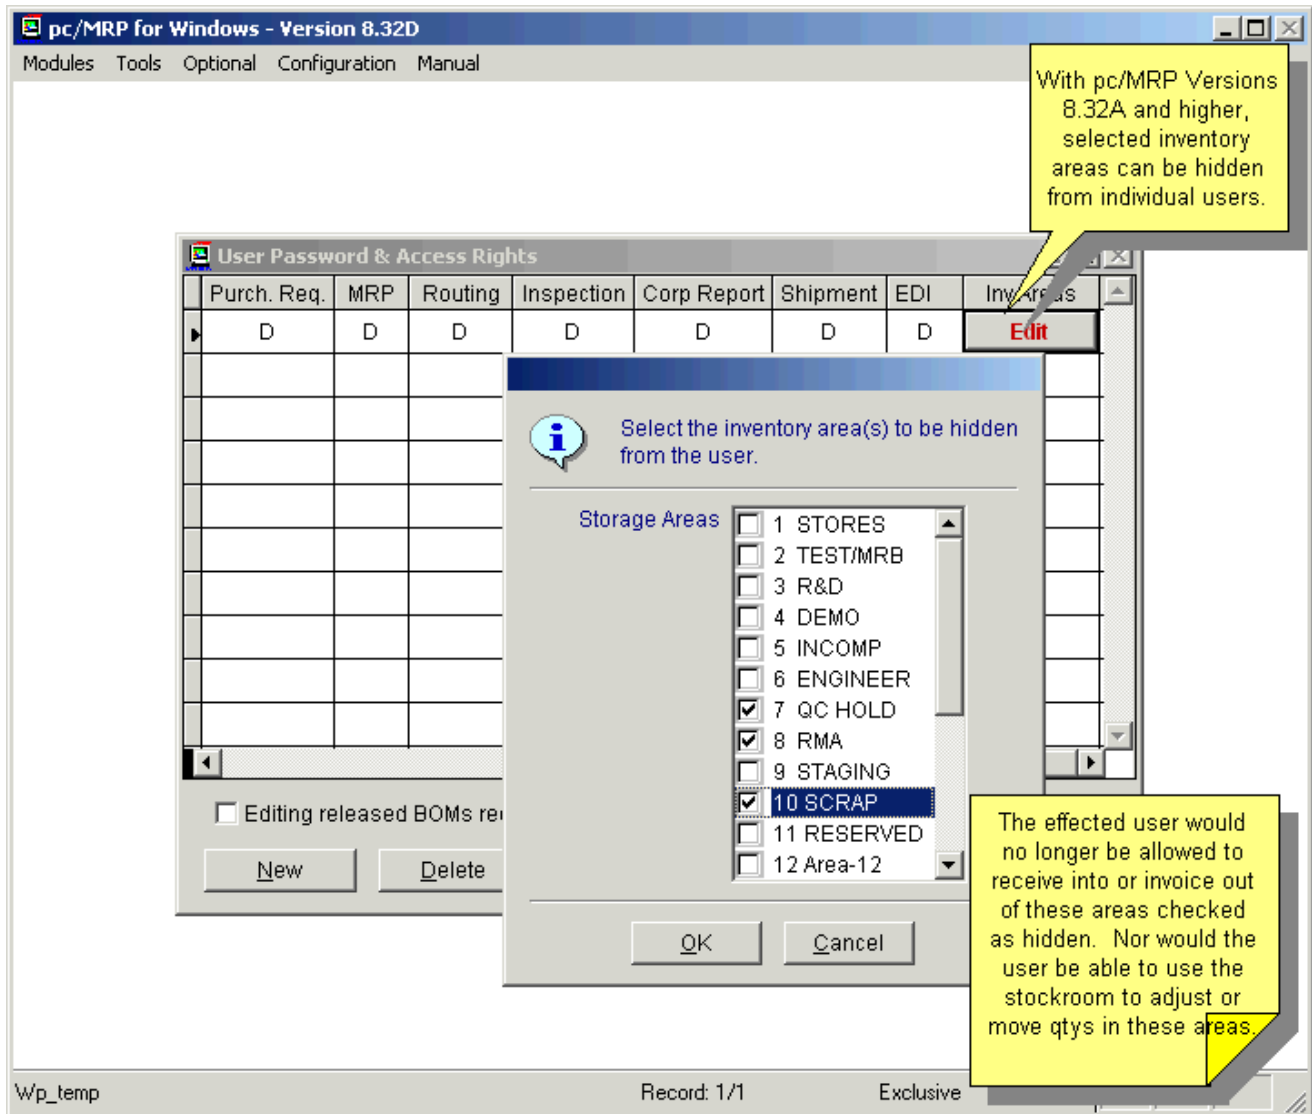 pc/MRP for Windows - Version 8.32D
Modules Tools Optional Configuration Manual
With pc/MRP Versions
8.32A and higher,
selected inventory
areas can be hidden
from individual users.
User Password & Access Rights
Purch. Req. MRP Routing Inspection Corp Report Shipment EDI Inv Areas
D D D D D D D Edit
Select the inventory area(s) to be hidden
from the user.
Storage Areas
1 STORES
2 TEST/MRB
3 R&D
4 DEMO
5 INCOMP
6 ENGINEER
7 QC HOLD
8 RMA
9 STAGING
10 SCRAP
11 RESERVED
12 Area-12
Editing released BOMs
New Delete
OK Cancel
The effected user would
no longer be allowed to
receive into or invoice out
of these areas checked
as hidden. Nor would the
user be able to use the
stockroom to adjust or
move qtys in these areas.
Wp_temp Record: 1/1 Exclusive